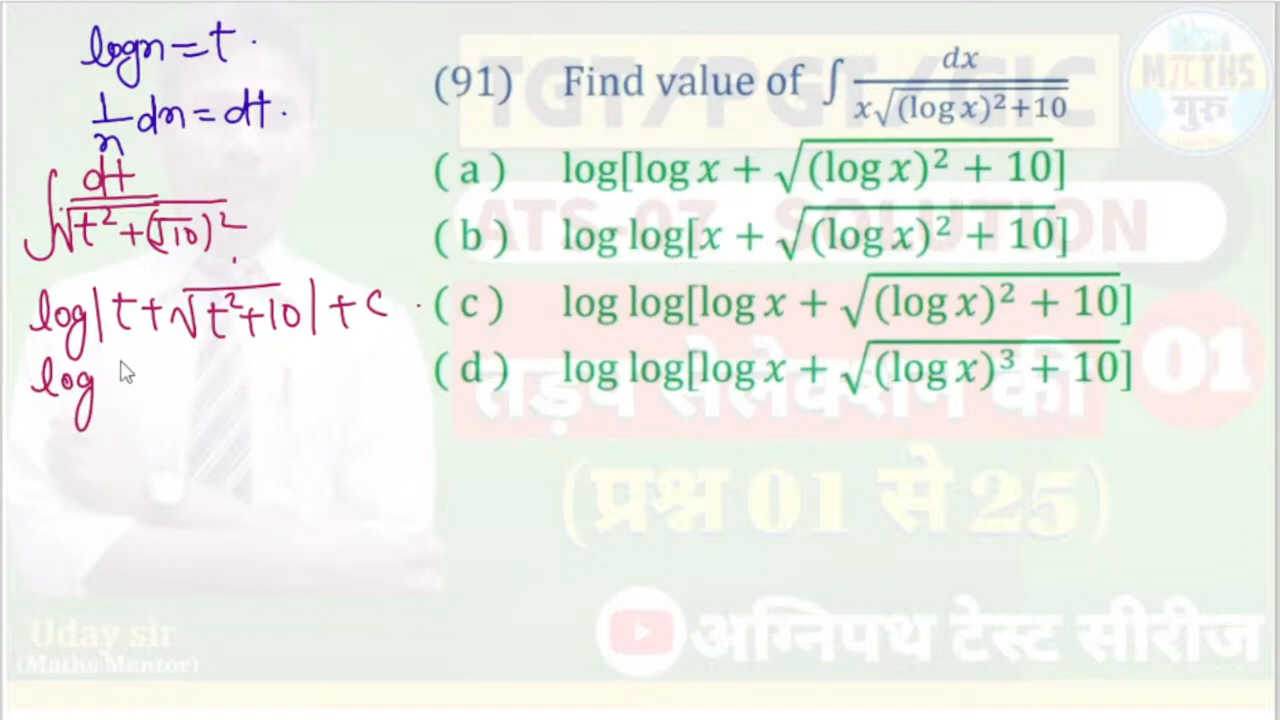 logx = t.
1/x dx = dt.
∫ dt / √t² + (√10)²
log|t + √t² + 10| + c
log
(91) Find value of ∫ dx / x√(log x)² + 10
(a) log[log x + √(log x)² + 10]
(b) log log[x + √(log x)² + 10]
(c) log log[log x + √(log x)² + 10]
(d) log log[log x + √(log x)³ + 10]
TGT/PGT/GIC
MπTHS
गुरु
ATS-07 SOLUTION
तड़प सेलेक्शन की
01
(प्रश्न 01 से 25)
Uday sir
(Maths Mentor)
अग्निपथ टेस्ट सीरीज